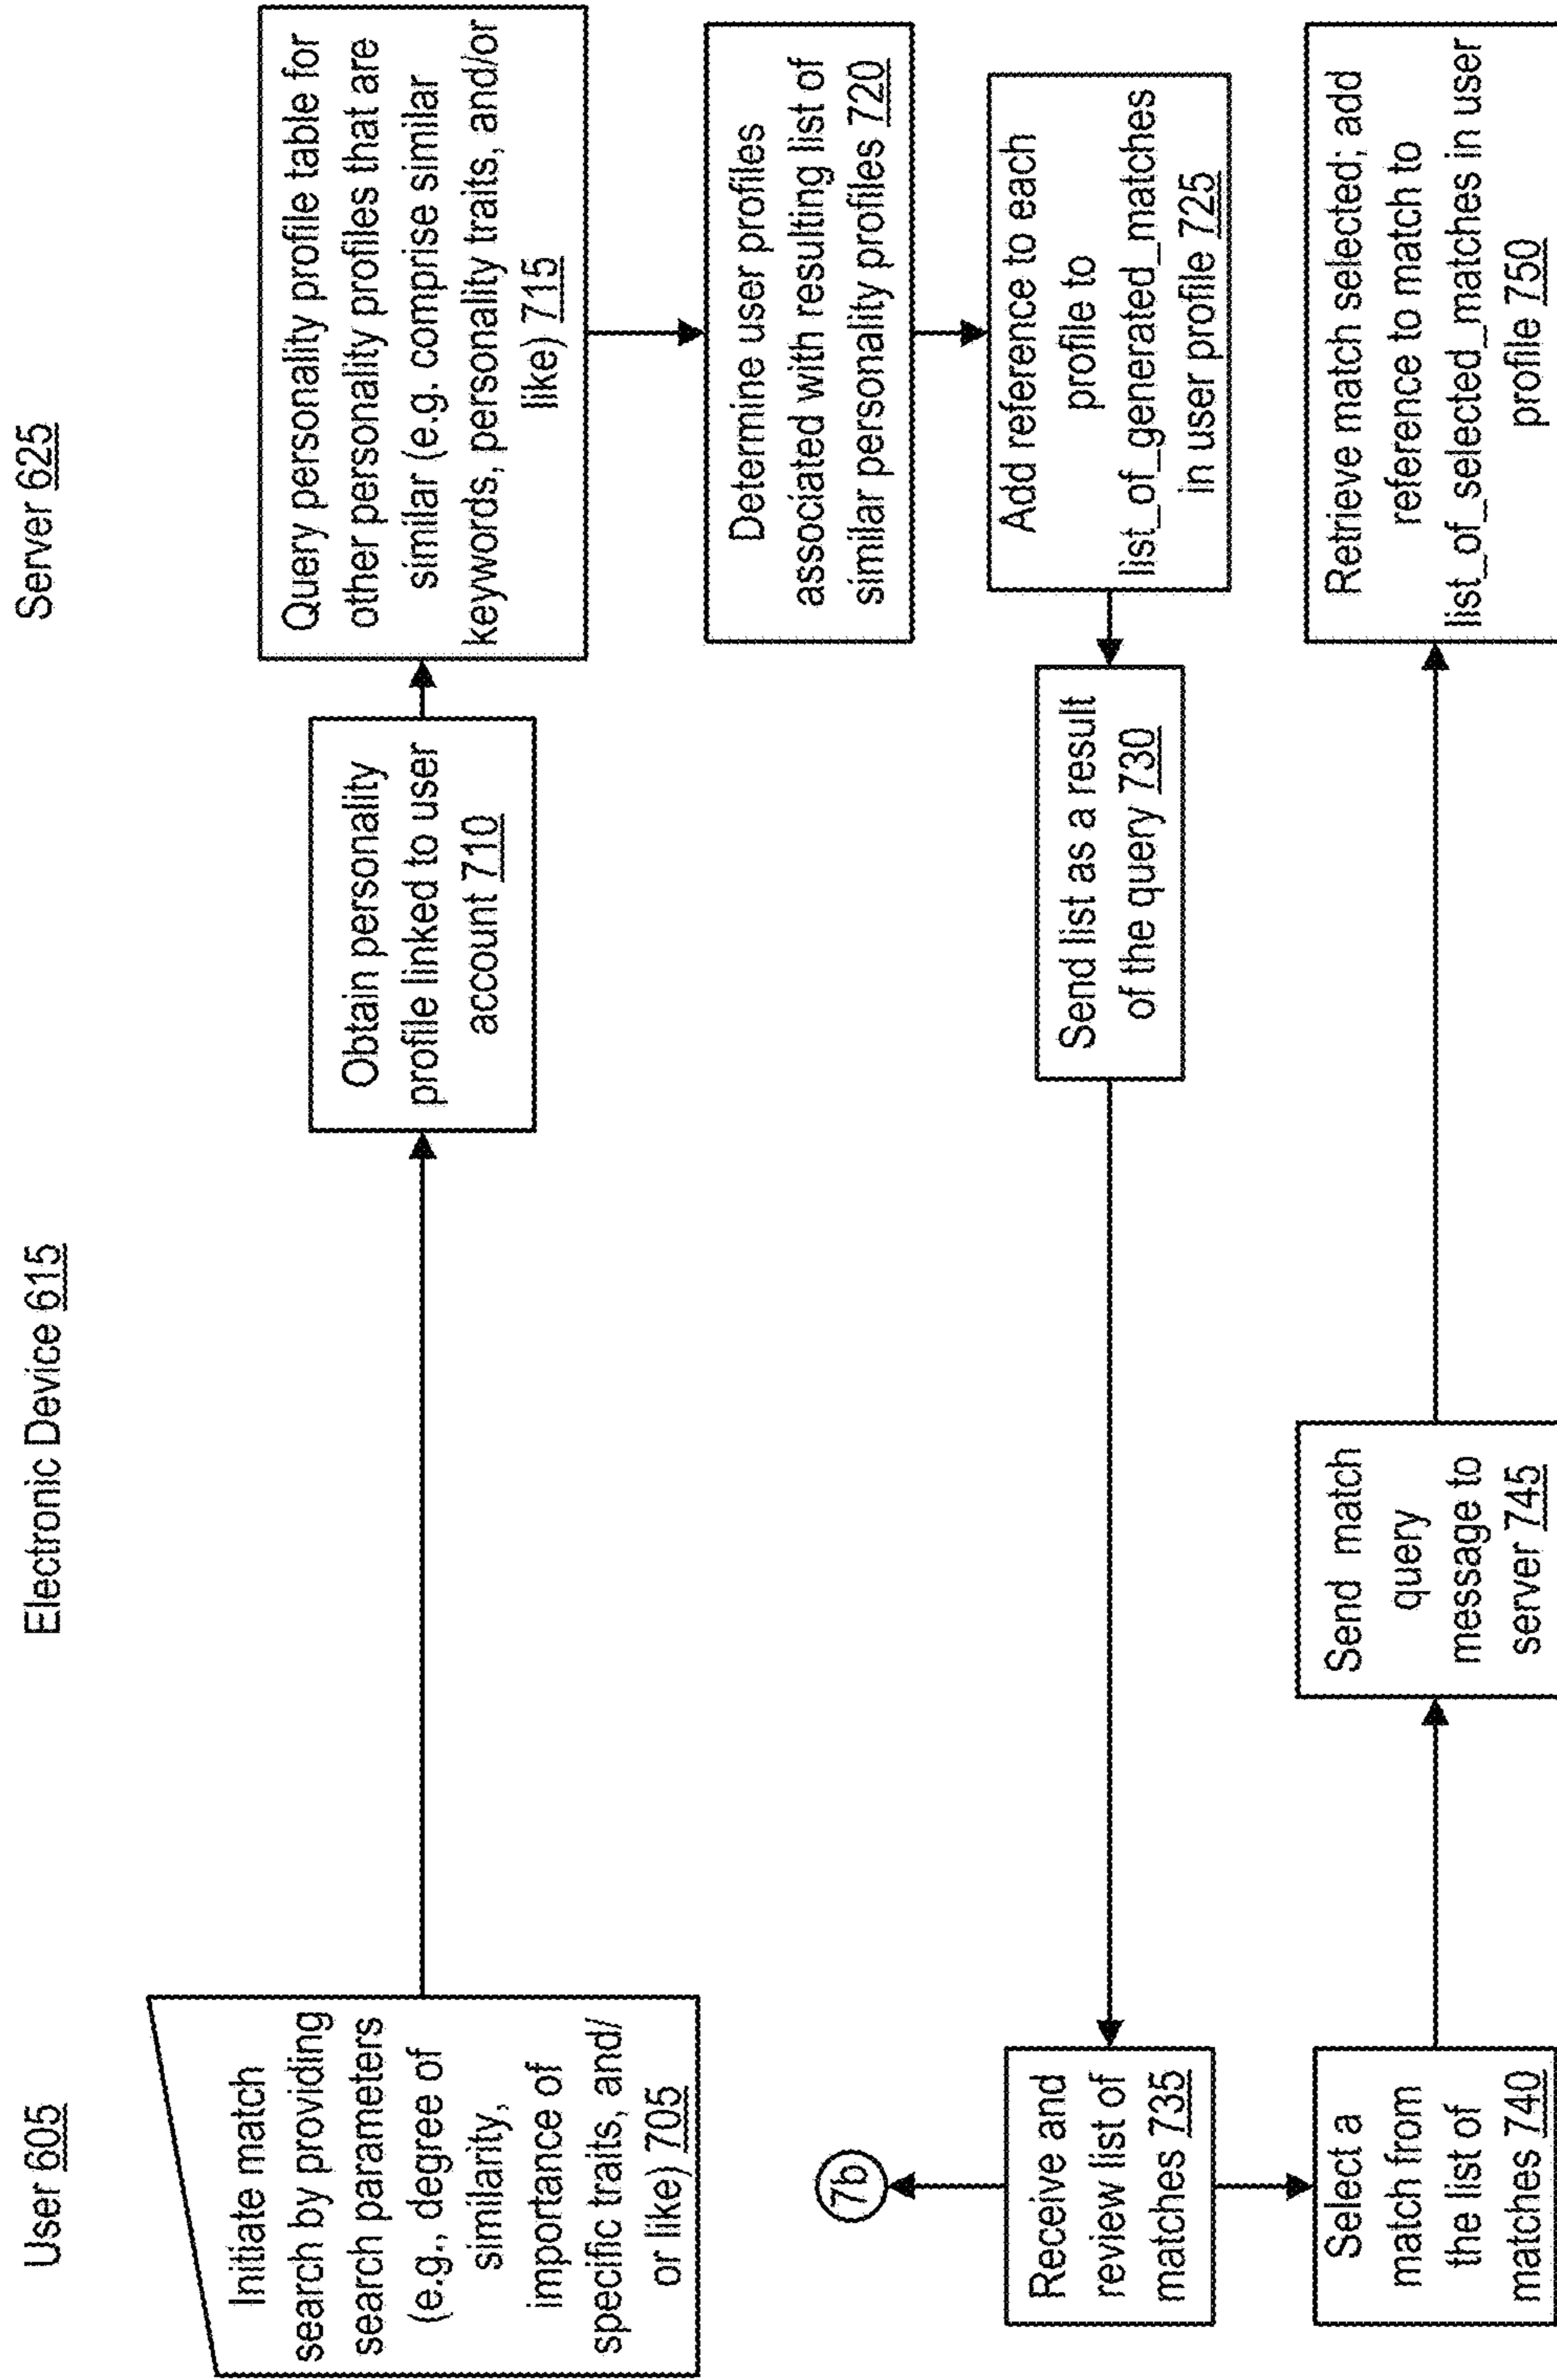 User 605
Electronic Device 615
Server 625
Initiate match
search by providing
search parameters
(e.g., degree of
similarity,
importance of
specific traits, and/
or like) 705
Obtain personality
profile linked to user
account 710
Query personality profile table for
other personality profiles that are
similar (e.g. comprise similar
keywords, personality traits, and/or
like) 715
Determine user profiles
associated with resulting list of
similar personality profiles 720
Add reference to each
profile to
list_of_generated_matches
in user profile 725
Send list as a result
of the query 730
7b
Receive and
review list of
matches 735
Select a
match from
the list of
matches 740
Send match
query
message to
server 745
Retrieve match selected; add
reference to match to
list_of_selected_matches in user
profile 750